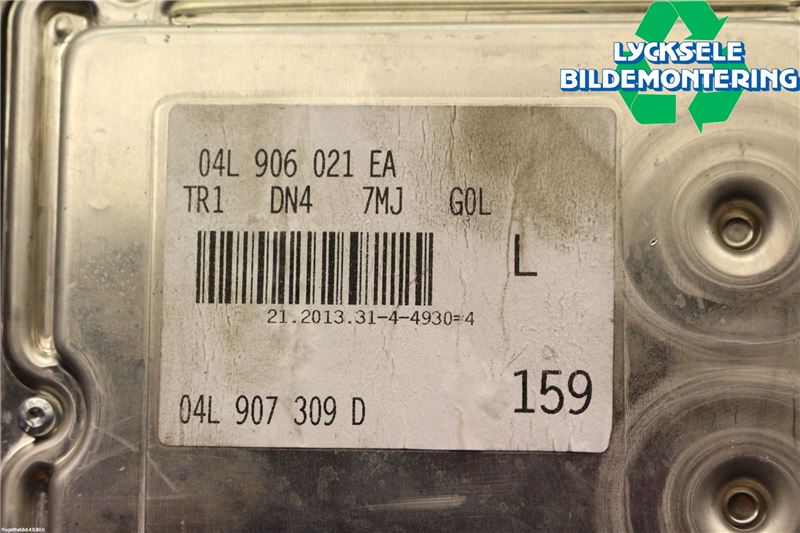 LYCKSELE
BILDEMONTERING
04L 906 021 EA
TR1 DN4 7MJ G0L
L
21.2013.31-4-4930=4
04L 907 309 D
159